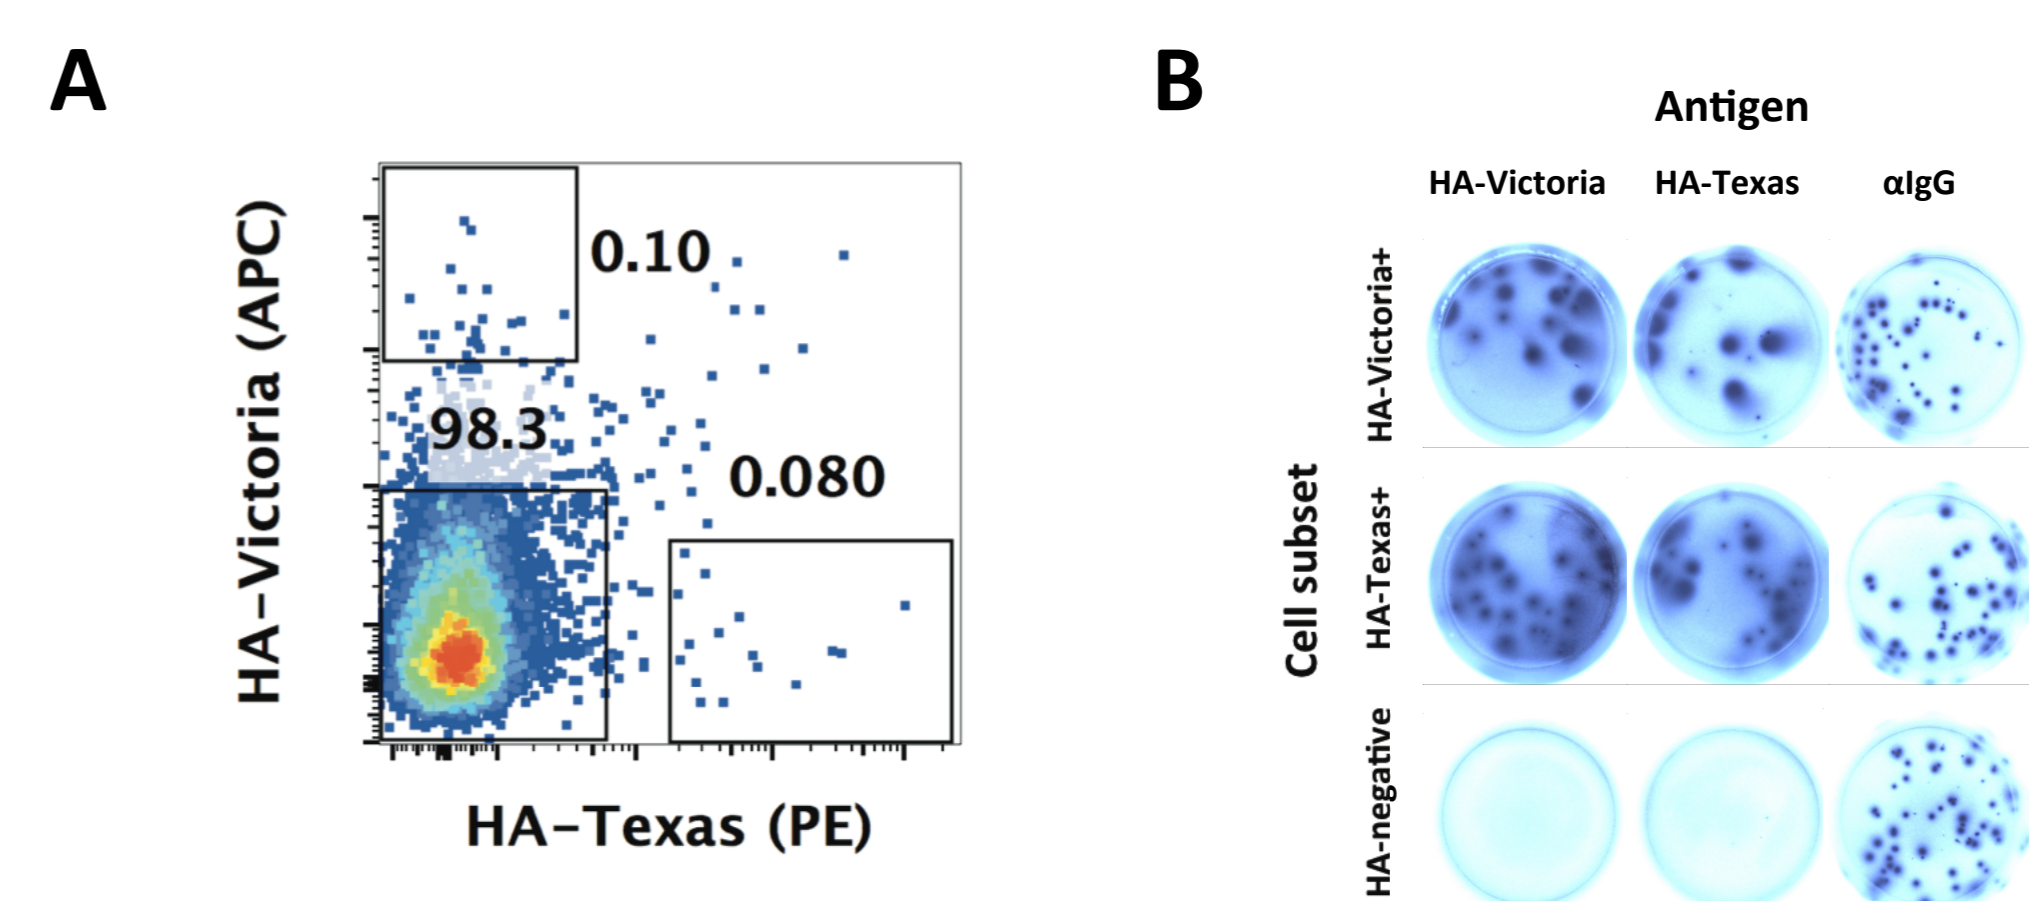 A
HA-Victoria (APC)
0.10
98.3
0.080
HA-Texas (PE)
B
Antigen
HA-Victoria HA-Texas αIgG
Cell subset
HA-Victoria+
HA-Texas+
HA-negative